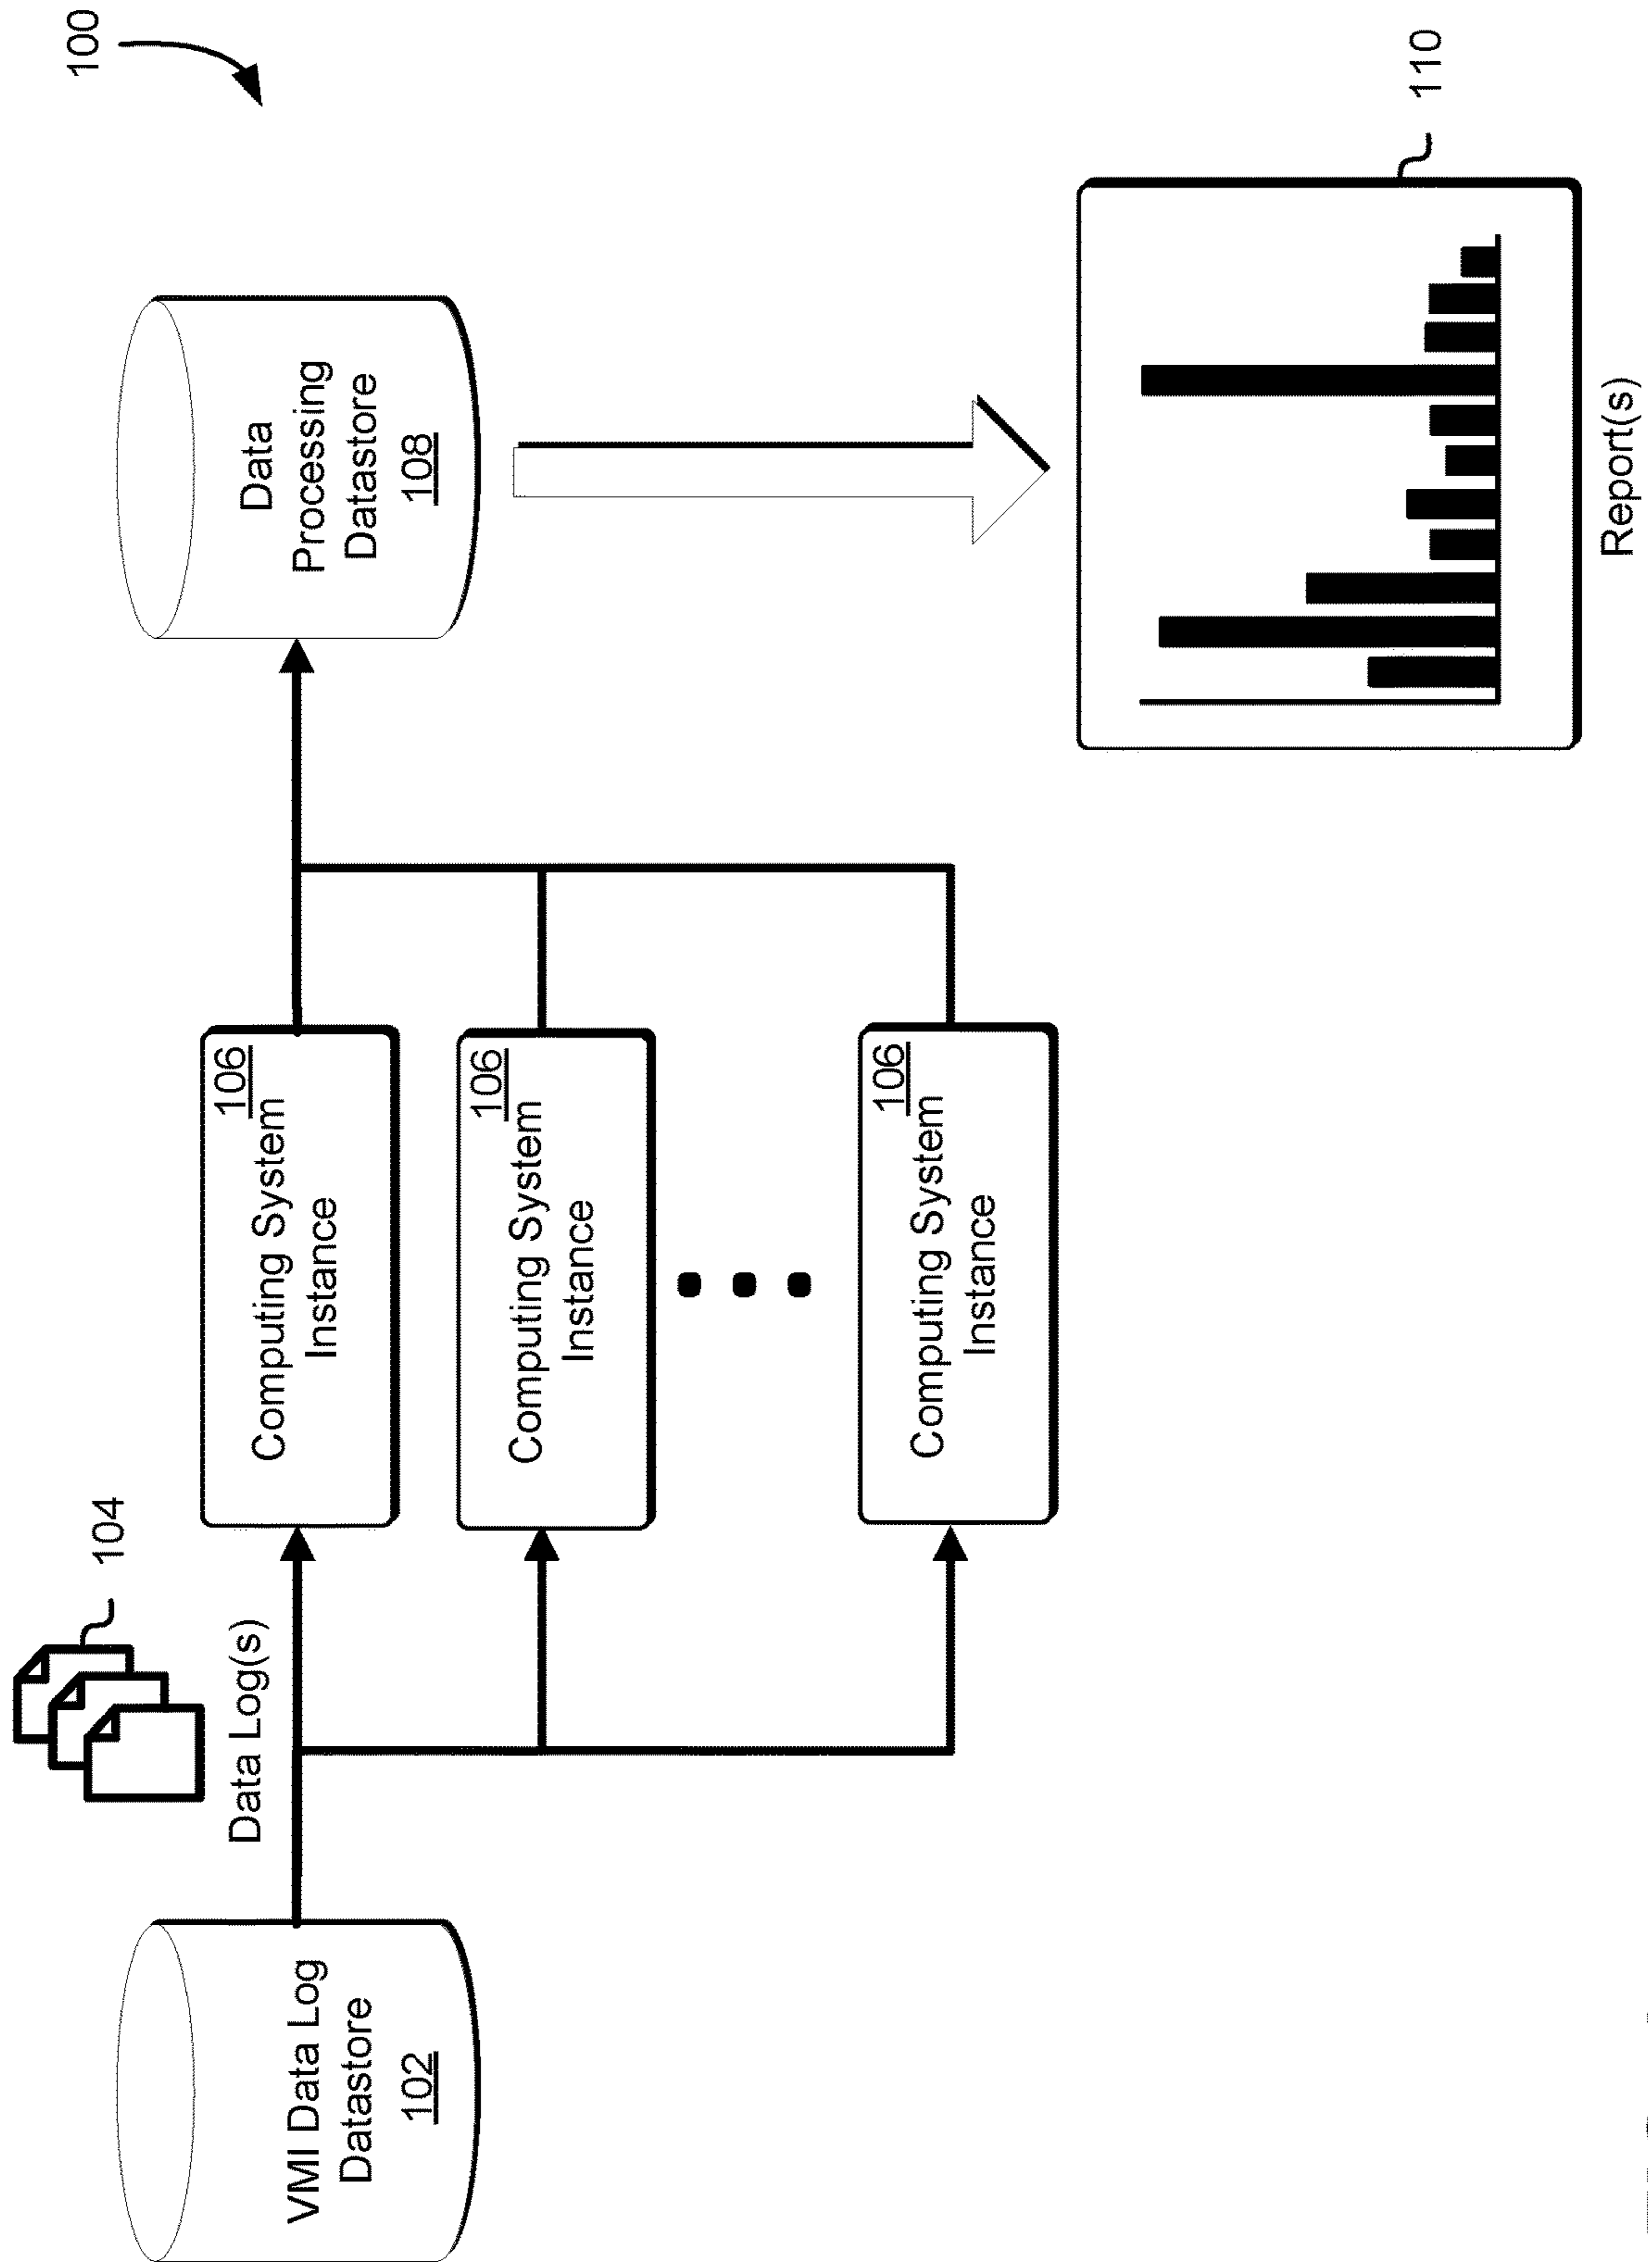 100
104
Data Log(s)
VMI Data Log
Datastore
102
106
Computing System
Instance
106
Computing System
Instance
106
Computing System
Instance
Data
Processing
Datastore
108
110
Report(s)